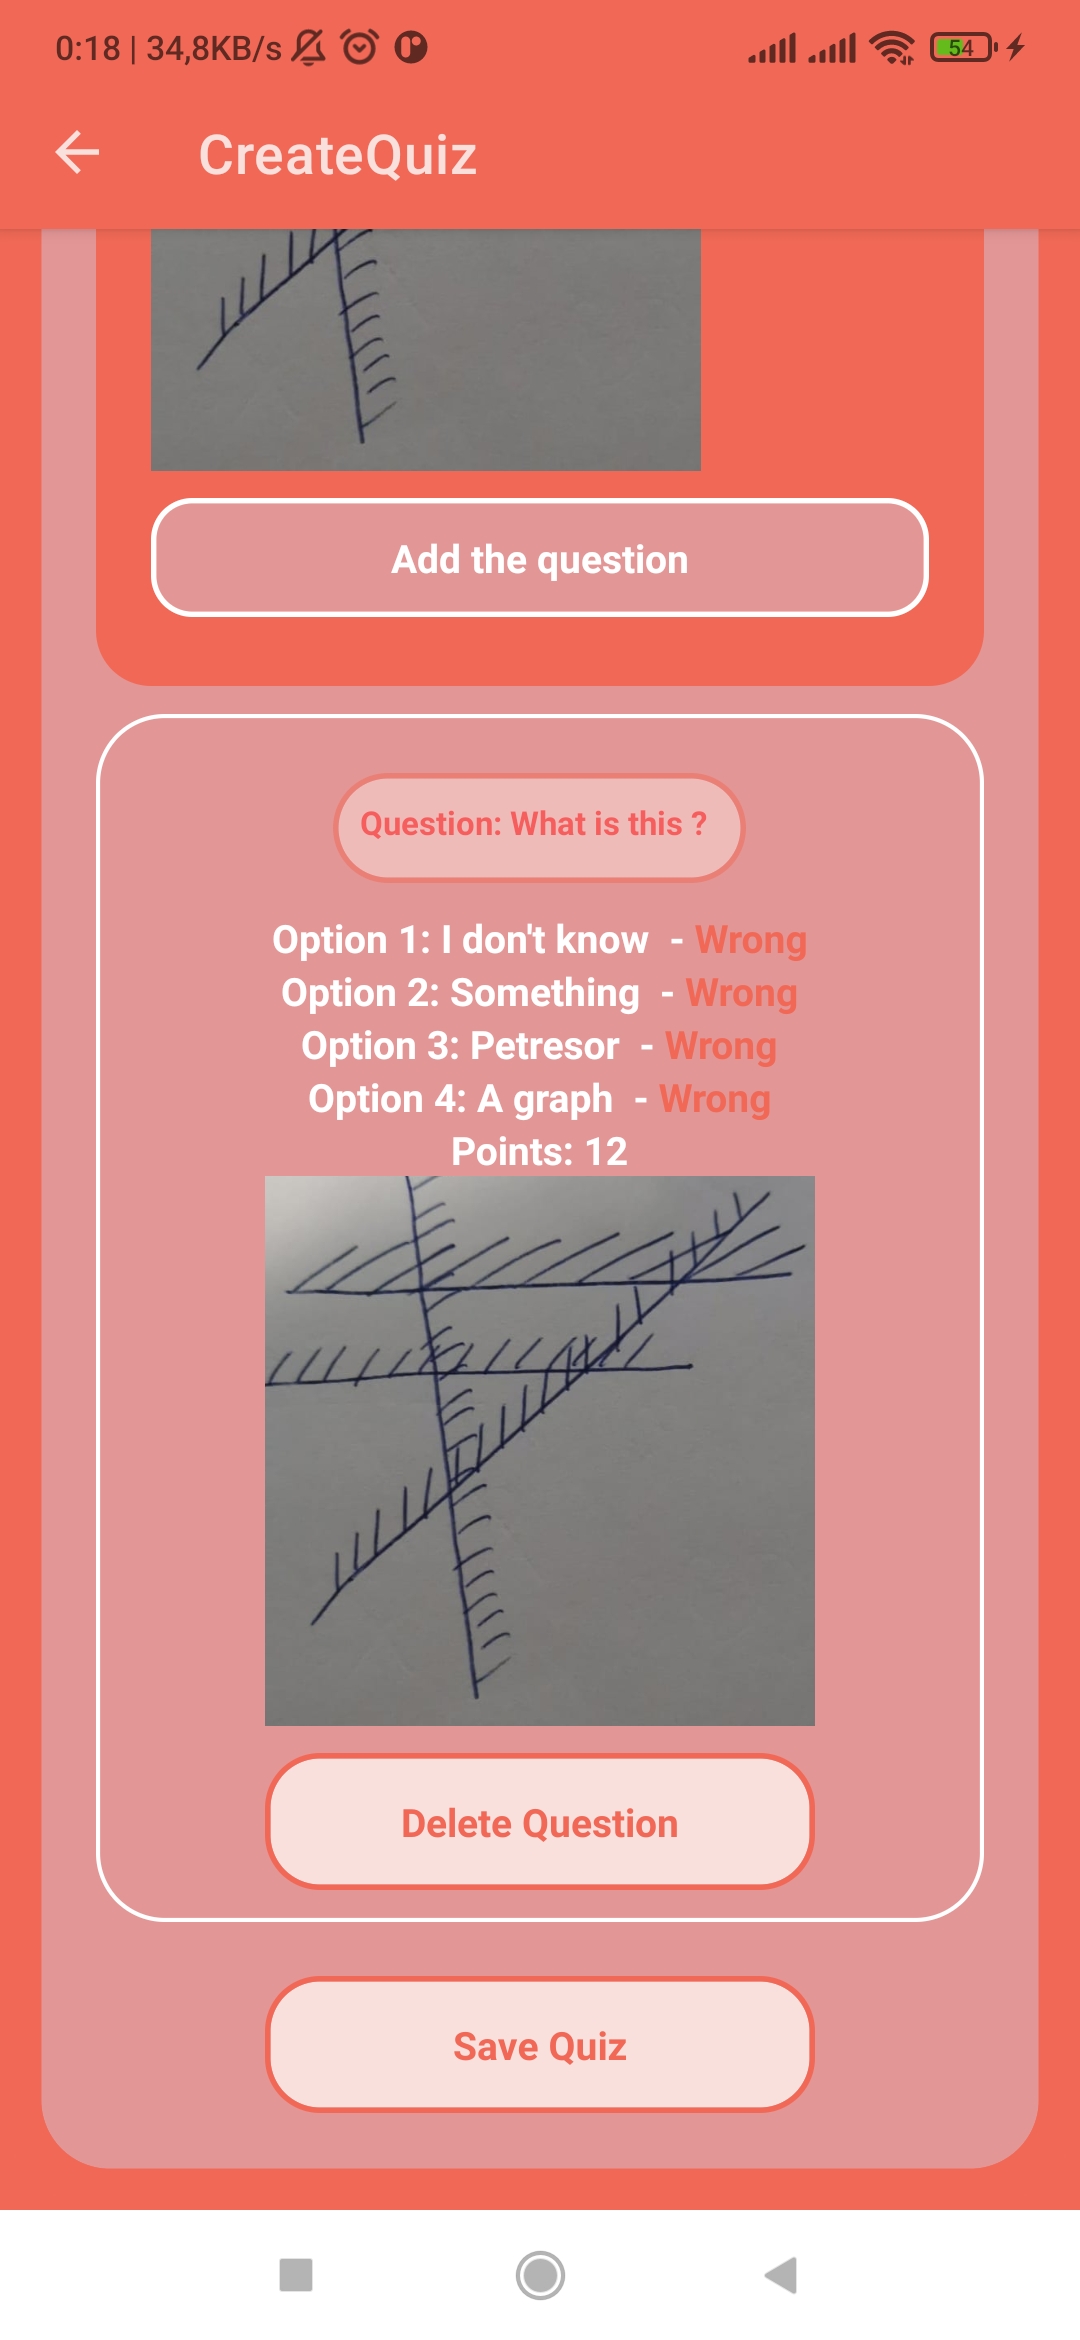 0:18 | 34,8KB/s
54
CreateQuiz
Add the question
Question: What is this ?
Option 1: I don't know - Wrong
Option 2: Something - Wrong
Option 3: Petresor - Wrong
Option 4: A graph - Wrong
Points: 12
Delete Question
Save Quiz